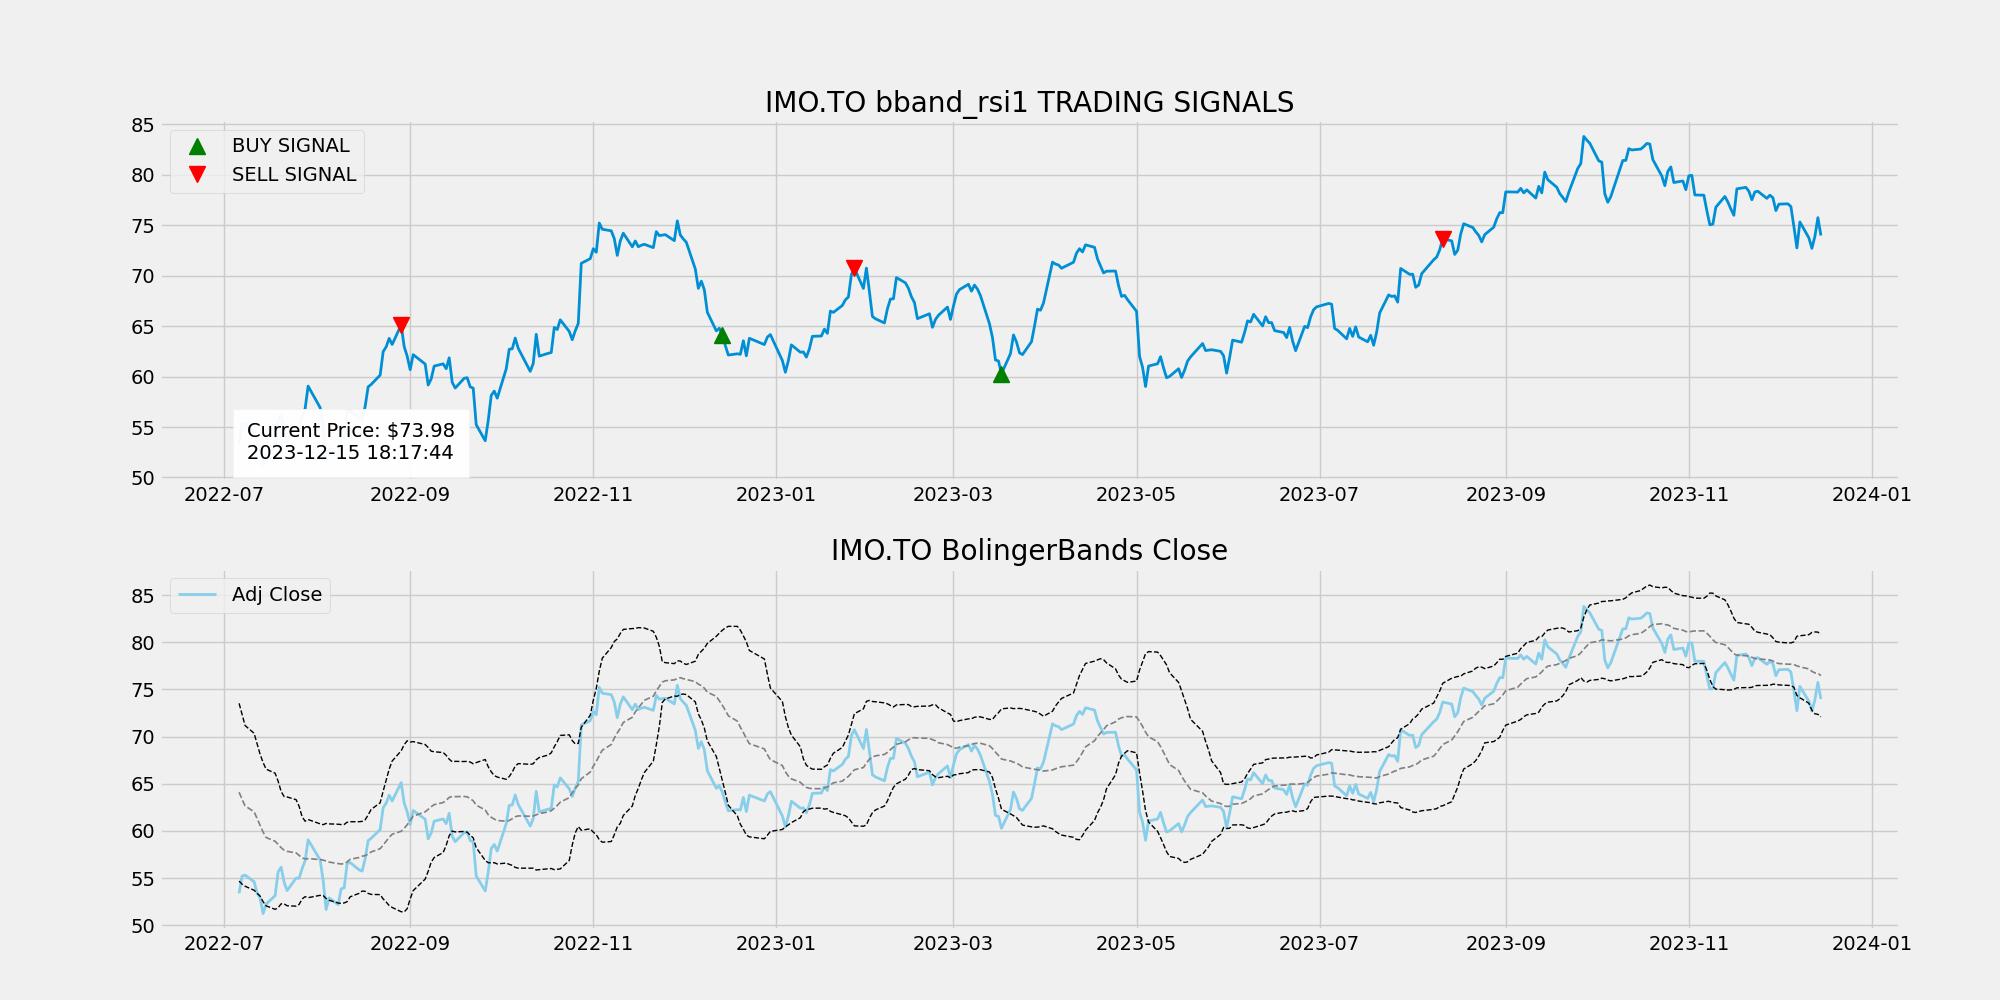 IMO.TO bband_rsi1 TRADING SIGNALS
85
80
75
70
65
60
55
50
BUY SIGNAL
SELL SIGNAL
Current Price: $73.98
2023-12-15 18:17:44
2022-07 2022-09 2022-11 2023-01 2023-03 2023-05 2023-07 2023-09 2023-11 2024-01
IMO.TO BolingerBands Close
85
80
75
70
65
60
55
50
Adj Close
2022-07 2022-09 2022-11 2023-01 2023-03 2023-05 2023-07 2023-09 2023-11 2024-01